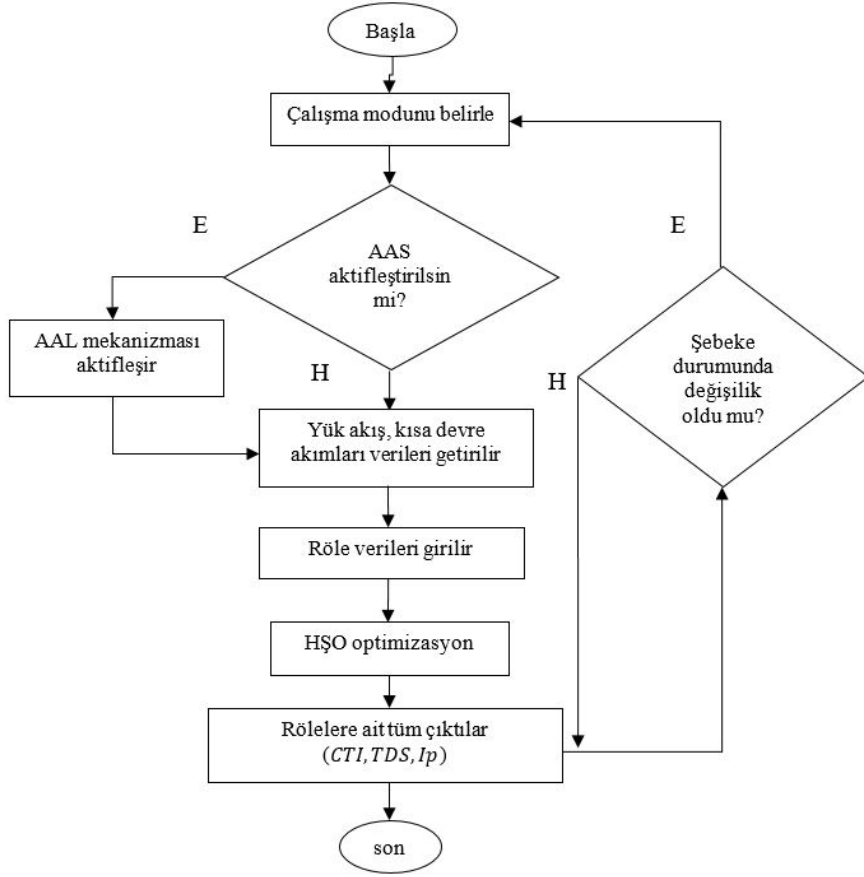 Başla
Çalışma modunu belirle
E
AAS
aktifleştirilsin
mi?
AAL mekanizması
aktifleşir
H
Yük akış, kısa devre
akımları verileri getirilir
Röle verileri girilir
HŞO optimizasyon
Rölelere ait tüm çıktılar
(CTI, TDS, Ip)
son
E
Şebeke
durumunda
değişilik
oldu mu?
H